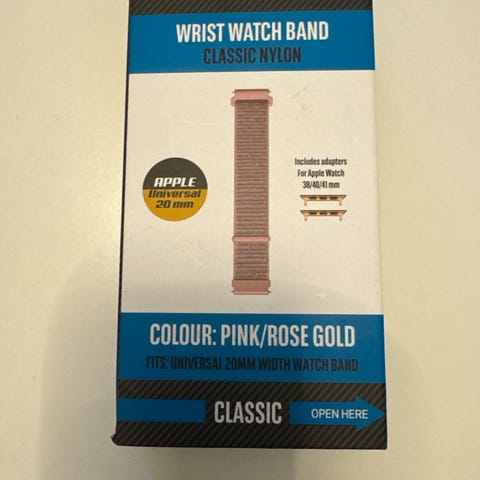 WRIST WATCH BAND
CLASSIC NYLON
APPLE
Universal
20 mm
Includes adapters
For Apple Watch
38/40/41 mm
COLOUR: PINK/ROSE GOLD
FITS: UNIVERSAL 20MM WIDTH WATCH BAND
CLASSIC
OPEN HERE